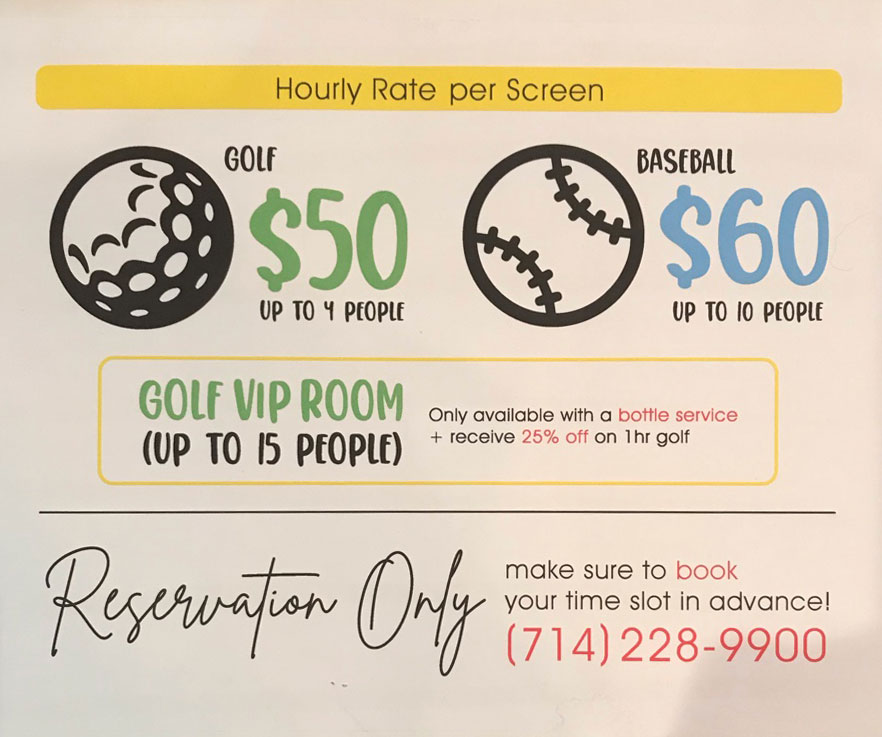 Hourly Rate per Screen
GOLF
$50
UP TO 4 PEOPLE
BASEBALL
$60
UP TO 10 PEOPLE
GOLF VIP ROOM
(UP TO 15 PEOPLE)
Only available with a bottle service
+ receive 25% off on 1hr golf
Reservation Only
make sure to book
your time slot in advance!
(714) 228-9900